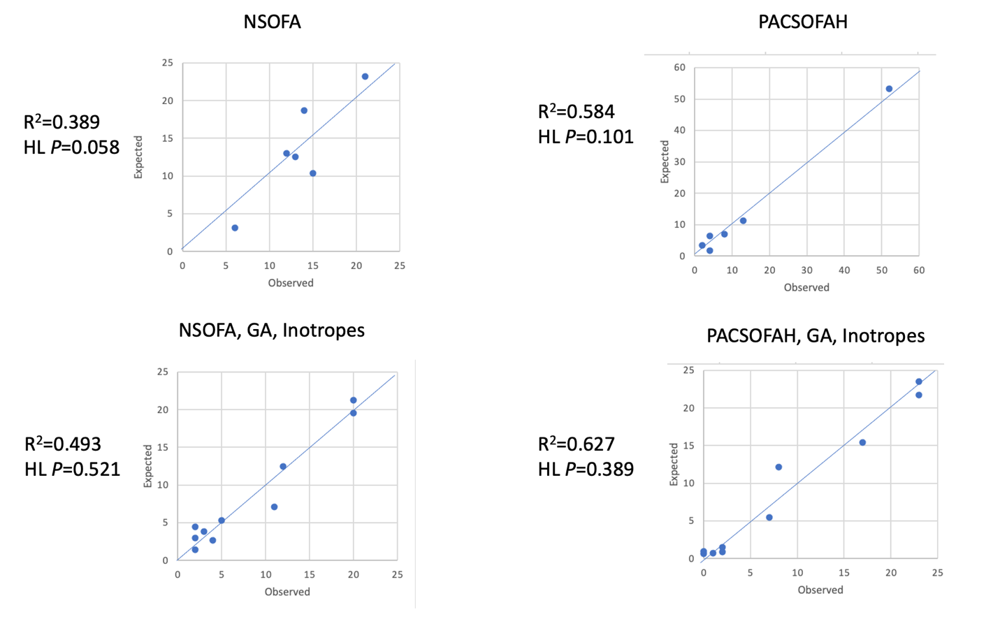 NSOFA
R²=0.389
HL P=0.058
Expected
25
20
15
10
5
0
0 5 10 15 20 25
Observed
PACSOFAH
R²=0.584
HL P=0.101
Expected
60
50
40
30
20
10
0
0 10 20 30 40 50 60
Observed
NSOFA, GA, Inotropes
R²=0.493
HL P=0.521
Expected
25
20
15
10
5
0
0 5 10 15 20 25
Observed
PACSOFAH, GA, Inotropes
R²=0.627
HL P=0.389
Expected
25
20
15
10
5
0
0 5 10 15 20 25
Observed